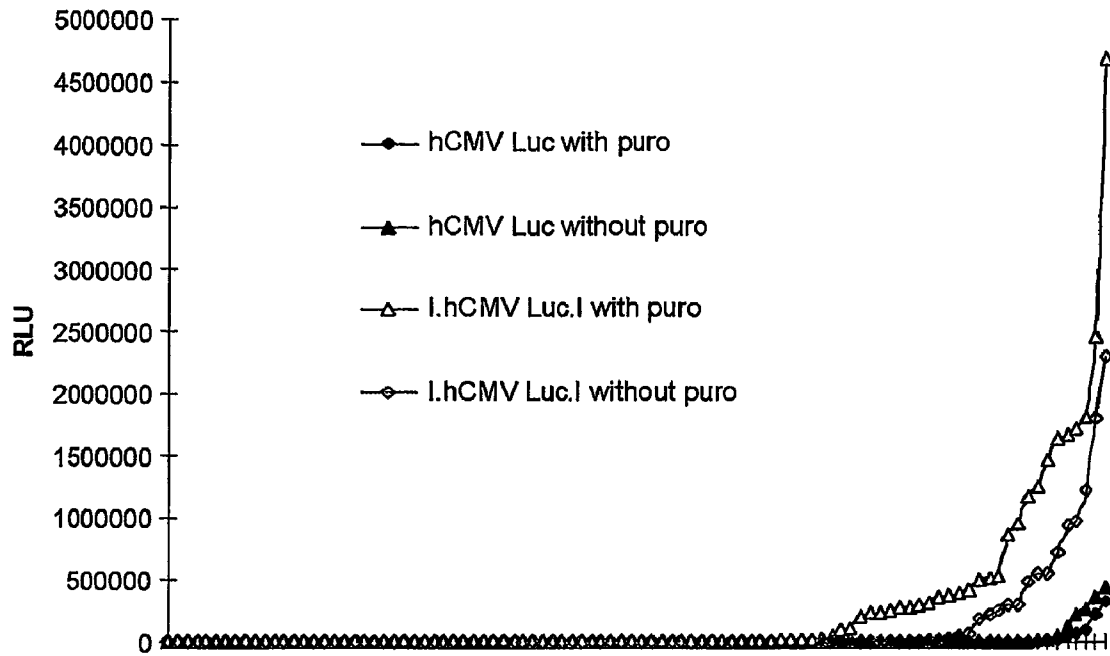 5000000
4500000
4000000
3500000
3000000
2500000
2000000
1500000
1000000
500000
0
RLU
hCMV Luc with puro
hCMV Luc without puro
I.hCMV Luc.I with puro
I.hCMV Luc.I without puro